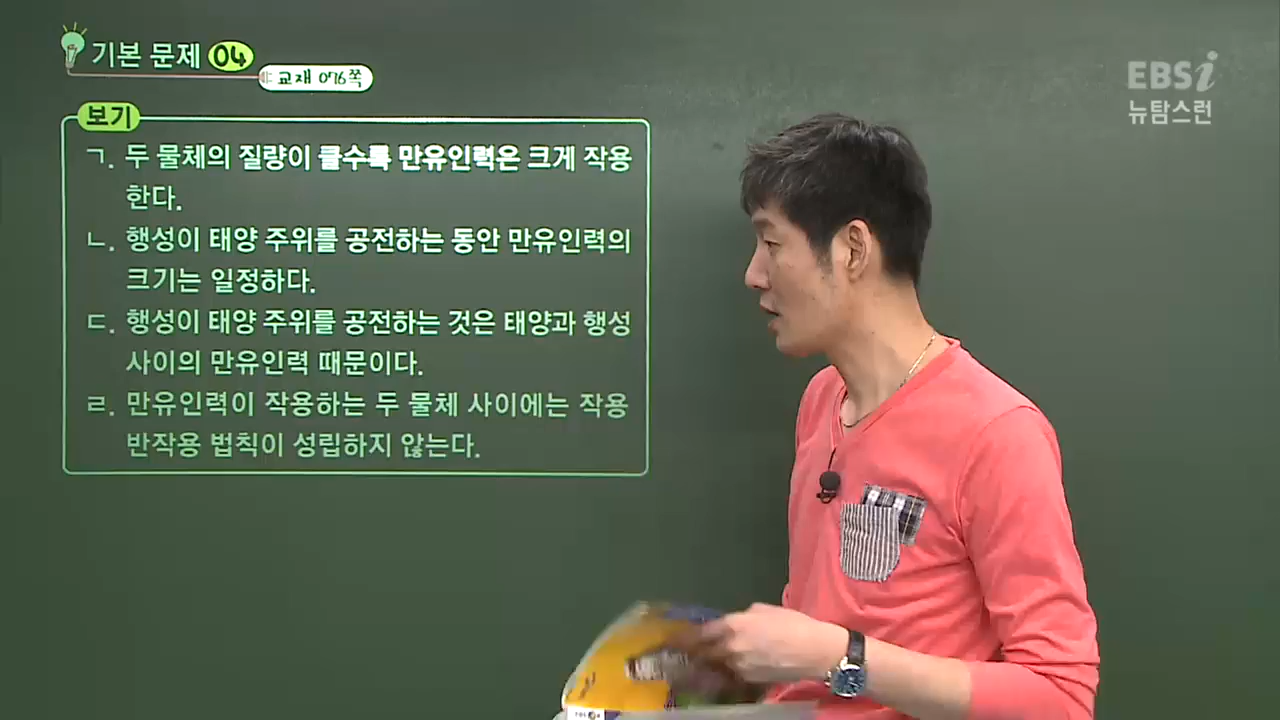 기본 문제 04
교재 076쪽
EBSi
뉴탐스런
보기
ㄱ. 두 물체의 질량이 클수록 만유인력은 크게 작용
한다.
ㄴ. 행성이 태양 주위를 공전하는 동안 만유인력의
크기는 일정하다.
ㄷ. 행성이 태양 주위를 공전하는 것은 태양과 행성
사이의 만유인력 때문이다.
ㄹ. 만유인력이 작용하는 두 물체 사이에는 작용
반작용 법칙이 성립하지 않는다.